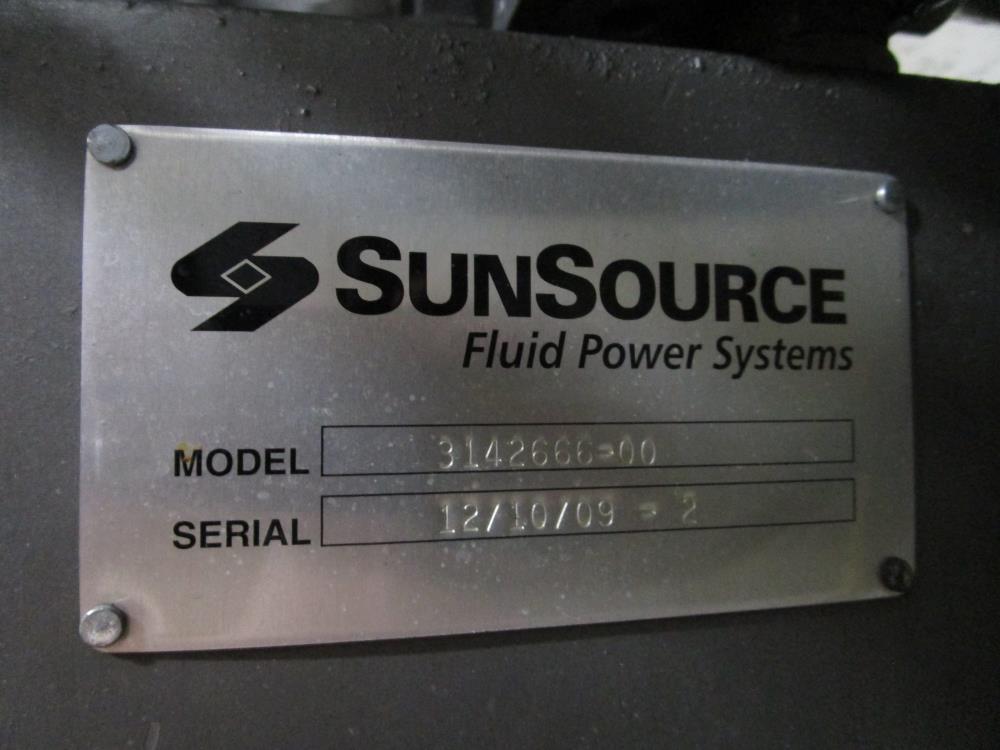 SUNSOURCE
Fluid Power Systems
MODEL 3142666-00
SERIAL 12/10/09 - 2